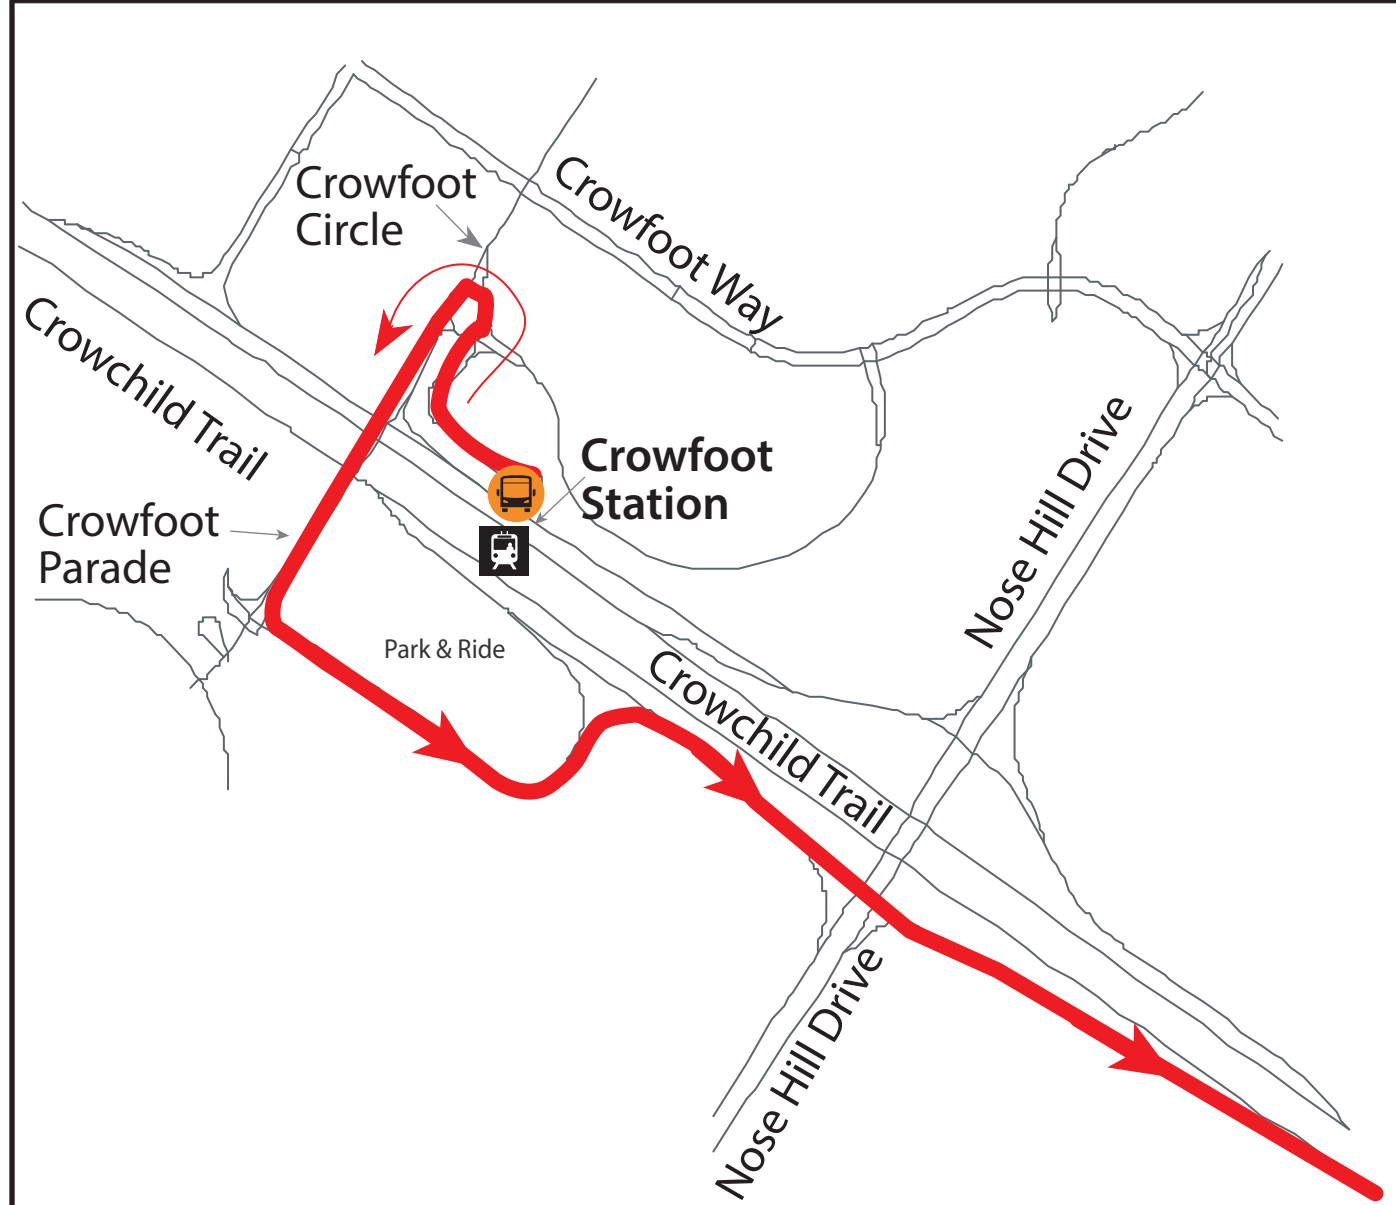 Crowfoot
Circle
Crowfoot Way
Crowchild Trail
Nose Hill Drive
Crowfoot
Station
Crowfoot
Parade
Park & Ride
Crowchild Trail
Nose Hill Drive